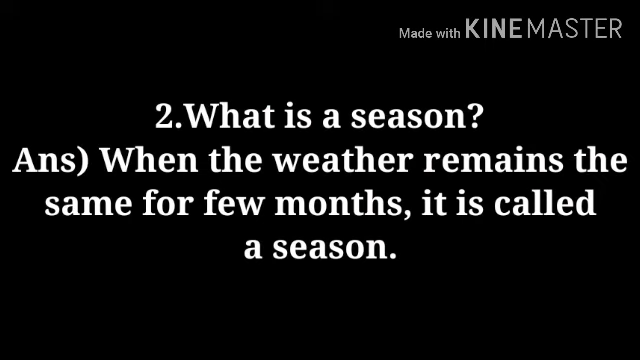 Made with KINEMASTER
2.What is a season?
Ans) When the weather remains the
same for few months, it is called
a season.